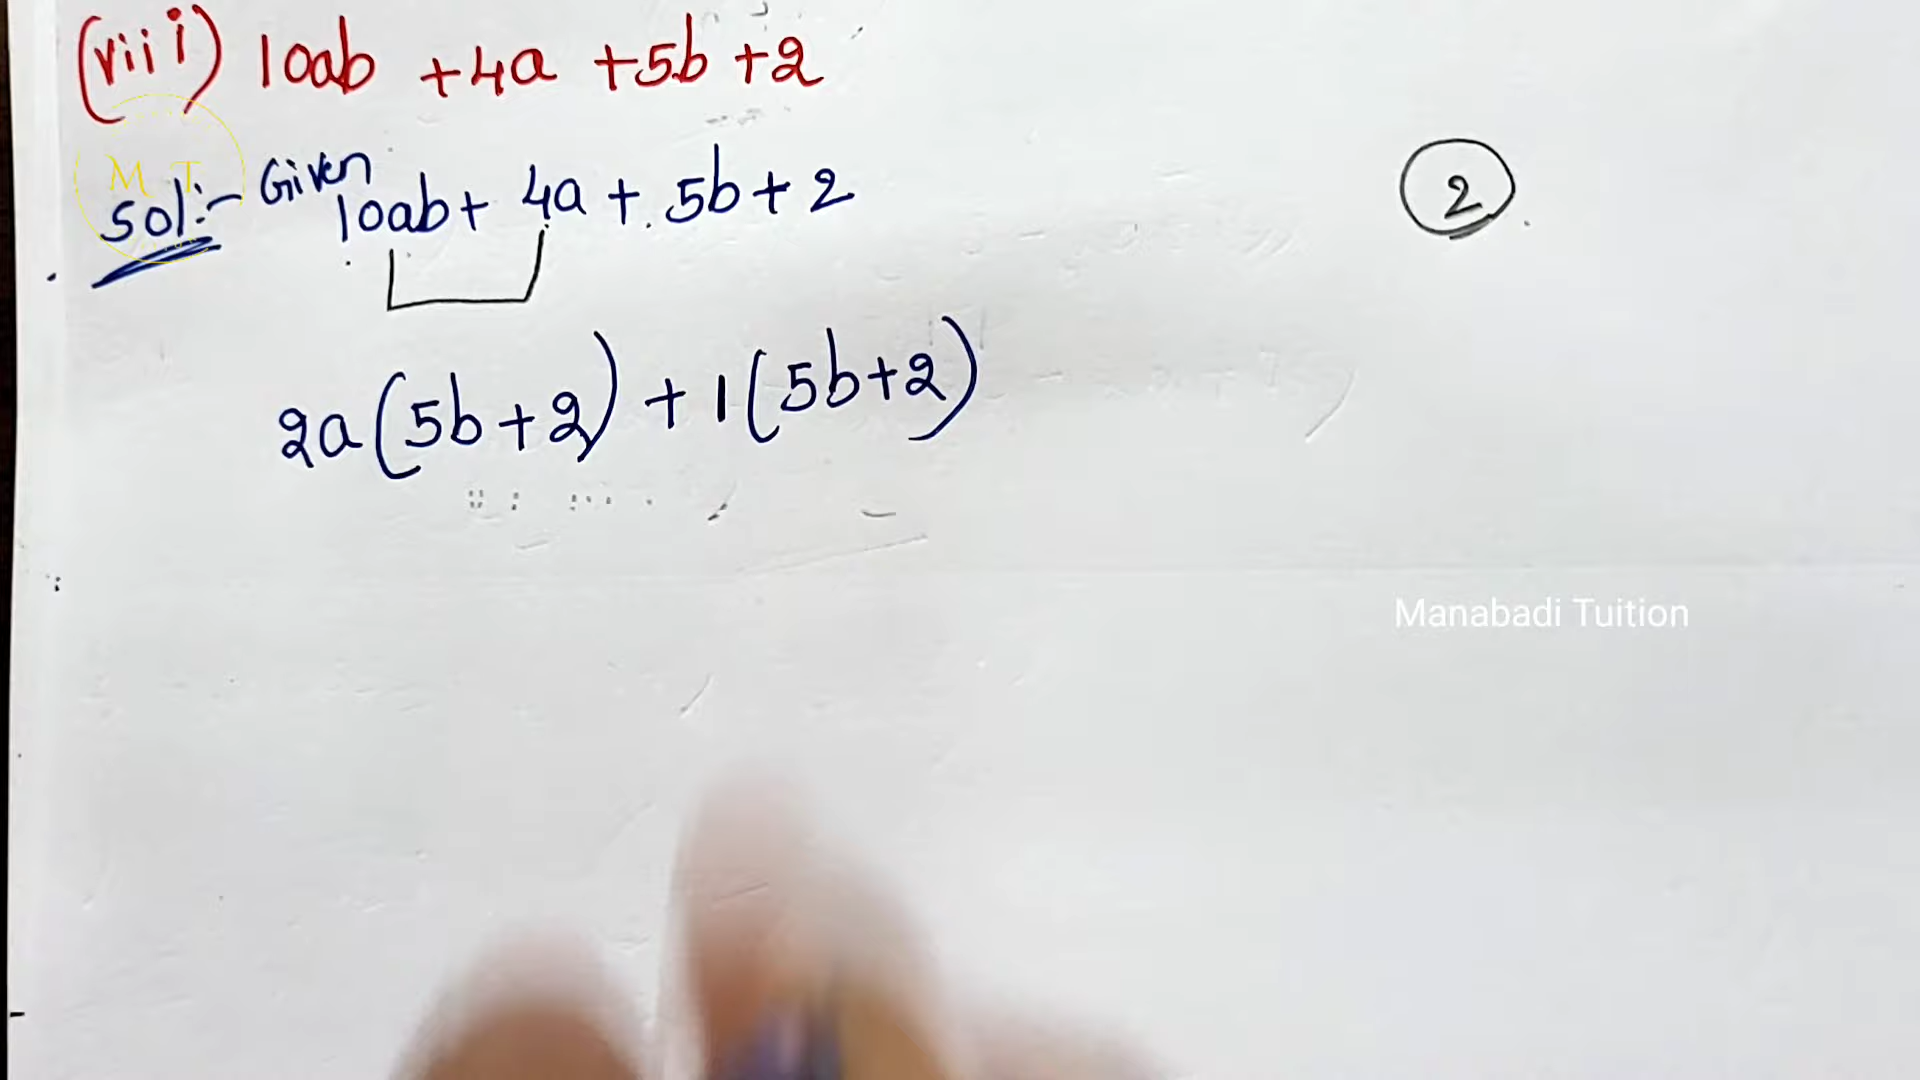 (viii) 10ab + 4a + 5b + 2
M T
Sol:- Given 10ab + 4a + 5b + 2
2
2a(5b+2) + 1(5b+2)
Manabadi Tuition